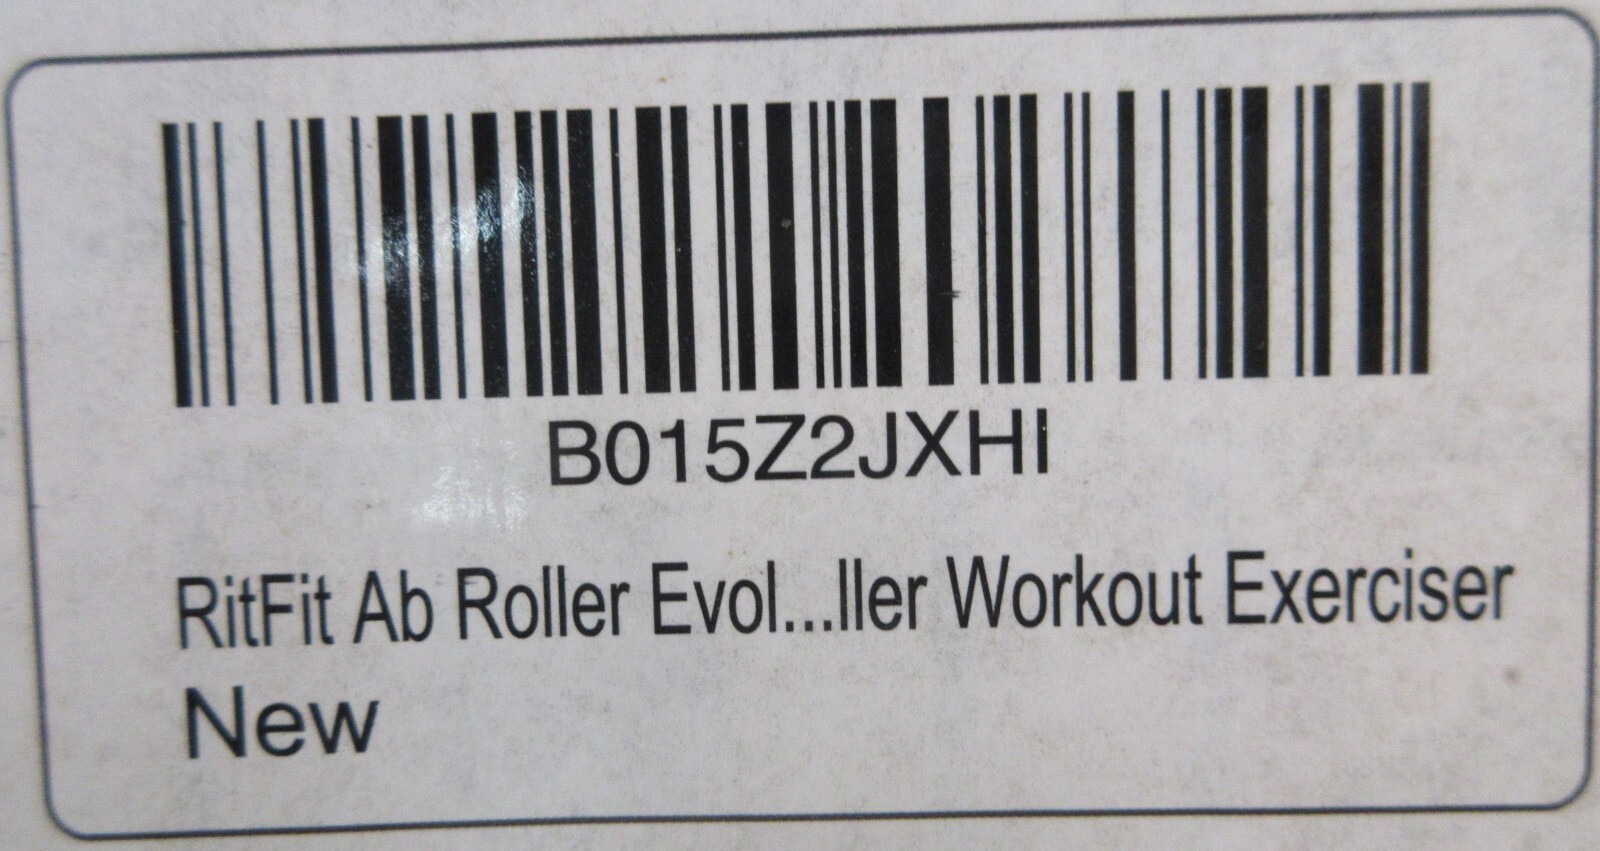 B015Z2JXHI
RitFit Ab Roller Evol...ller Workout Exerciser
New